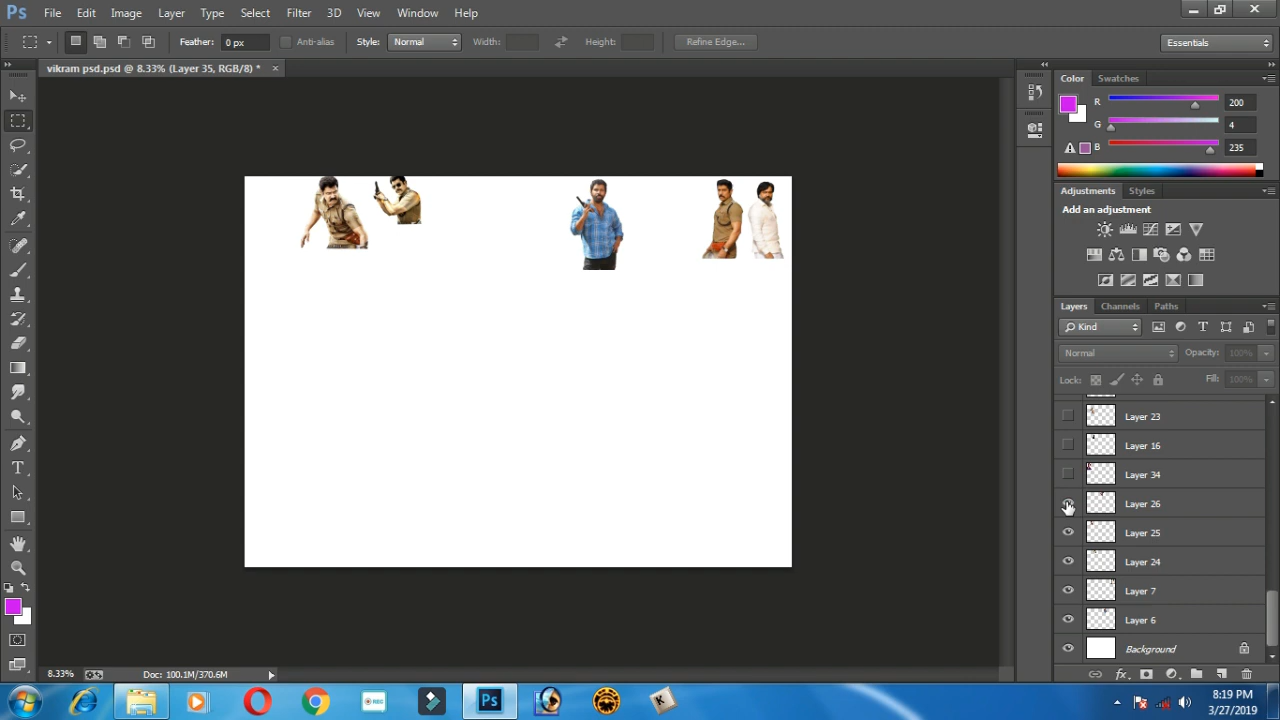 Ps File Edit Image Layer Type Select Filter 3D View Window Help
Feather: 0 px Anti-alias Style: Normal Width: Height: Refine Edge... Essentials
vikram psd.psd @ 8.33% (Layer 35, RGB/8) * ×
Color Swatches
R 200
G 4
B 235
Adjustments Styles
Add an adjustment
Layers Channels Paths
Kind
Normal Opacity: 100%
Lock: Fill: 100%
Layer 23
Layer 16
Layer 34
Layer 26
Layer 25
Layer 24
Layer 7
Layer 6
Background
8.33% Doc: 100.1M/370.6M
Ps K 8:19 PM
3/27/2019